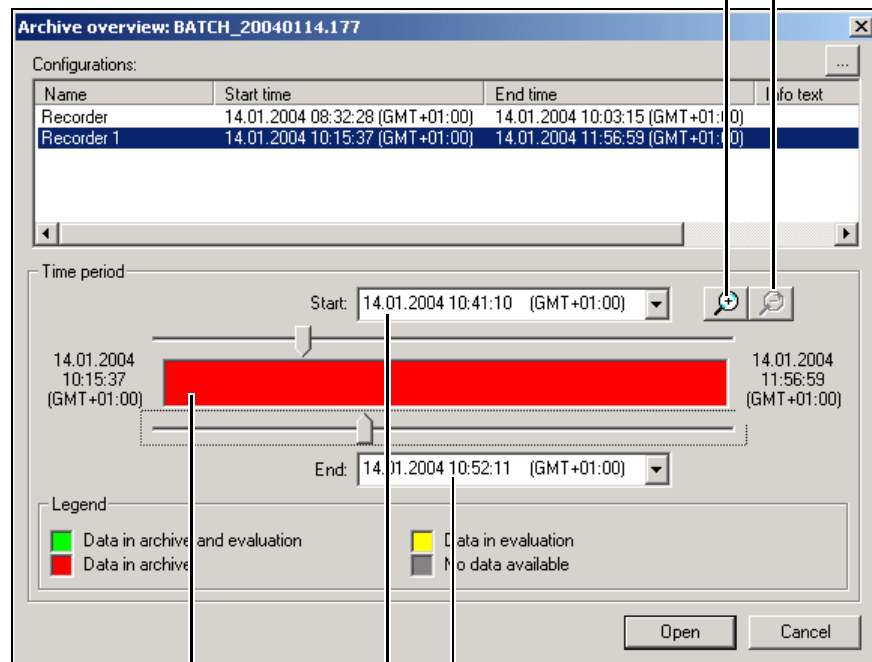 Archive overview: BATCH_20040114.177
Configurations:
...
Name Start time End time Info text
Recorder 14.01.2004 08:32:28 (GMT+01:00) 14.01.2004 10:03:15 (GMT+01:00)
Recorder 1 14.01.2004 10:15:37 (GMT+01:00) 14.01.2004 11:56:59 (GMT+01:00)
Time period
Start: 14.01.2004 10:41:10 (GMT+01:00)
14.01.2004
10:15:37
(GMT+01:00)
14.01.2004
11:56:59
(GMT+01:00)
End: 14.01.2004 10:52:11 (GMT+01:00)
Legend
Data in archive and evaluation
Data in evaluation
Data in archive
No data available
Open
Cancel